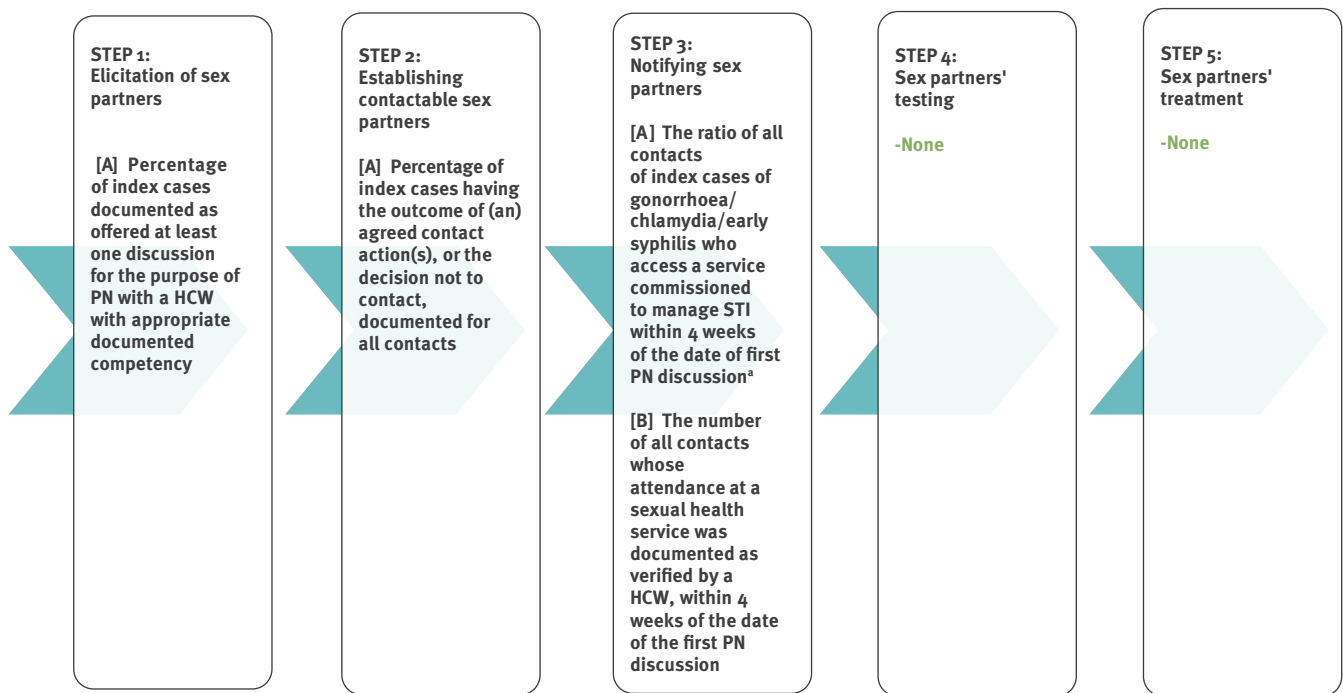 STEP 1:
Elicitation of sex
partners
[A] Percentage
of index cases
documented as
offered at least
one discussion
for the purpose of
PN with a HCW
with appropriate
documented
competency
STEP 2:
Establishing
contactable sex
partners
[A] Percentage of
index cases having
the outcome of (an)
agreed contact
action(s), or the
decision not to
contact,
documented for
all contacts
STEP 3:
Notifying sex
partners
[A] The ratio of all
contacts
of index cases of
gonorrhoea/
chlamydia/early
syphilis who
access a service
commissioned
to manage STI
within 4 weeks
of the date of first
PN discussionª
[B] The number
of all contacts
whose
attendance at a
sexual health
service was
documented as
verified by a
HCW, within 4
weeks of the date
of the first PN
discussion
STEP 4:
Sex partners'
testing
-None
STEP 5:
Sex partners'
treatment
-None